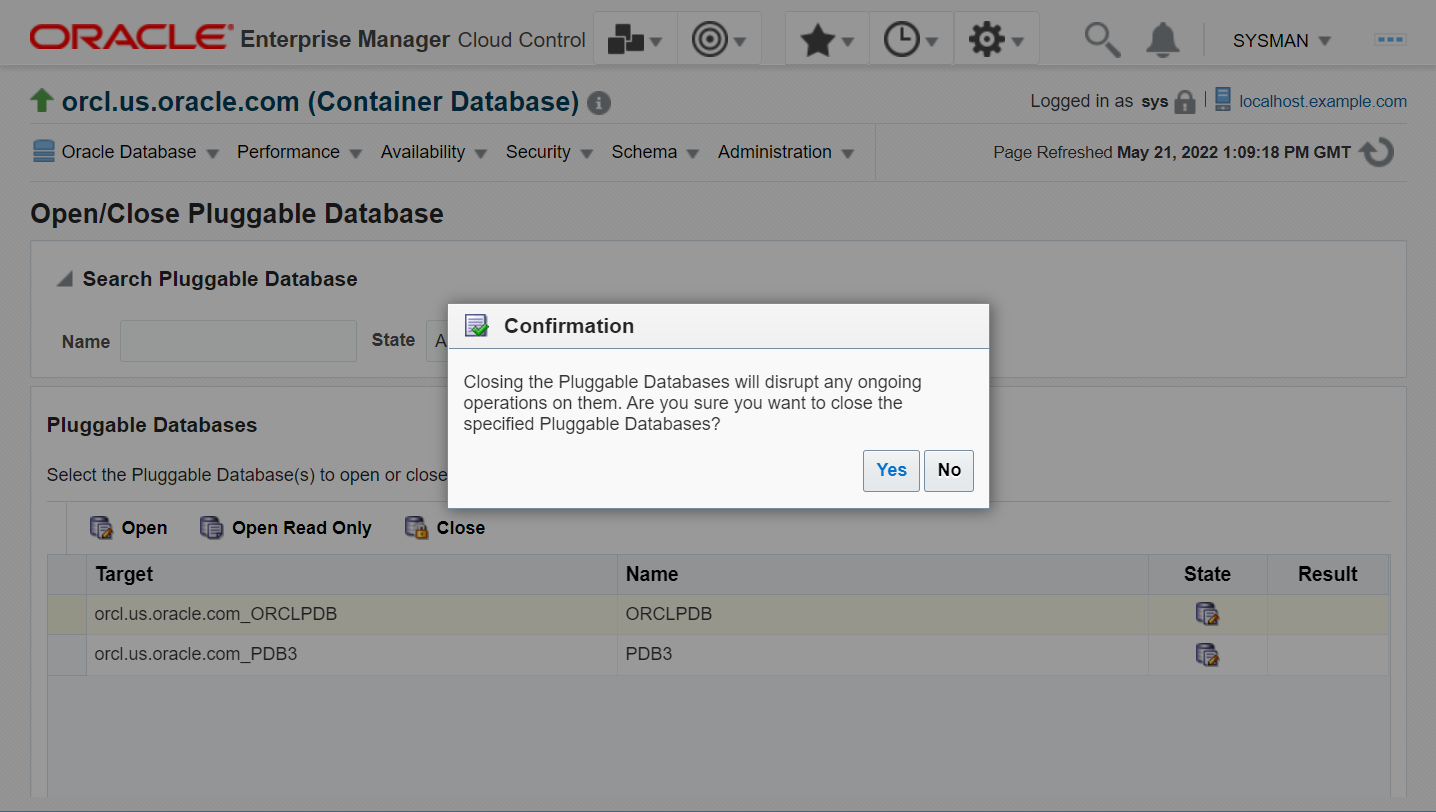 ORACLE Enterprise Manager Cloud Control SYSMAN
orcl.us.oracle.com (Container Database) Logged in as sys localhost.example.com
Oracle Database Performance Availability Security Schema Administration Page Refreshed May 21, 2022 1:09:18 PM GMT
Open/Close Pluggable Database
Search Pluggable Database
Name State A
Confirmation
Closing the Pluggable Databases will disrupt any ongoing
operations on them. Are you sure you want to close the
specified Pluggable Databases?
Yes No
Pluggable Databases
Select the Pluggable Database(s) to open or close
Open Open Read Only Close
Target Name State Result
orcl.us.oracle.com_ORCLPDB ORCLPDB
orcl.us.oracle.com_PDB3 PDB3